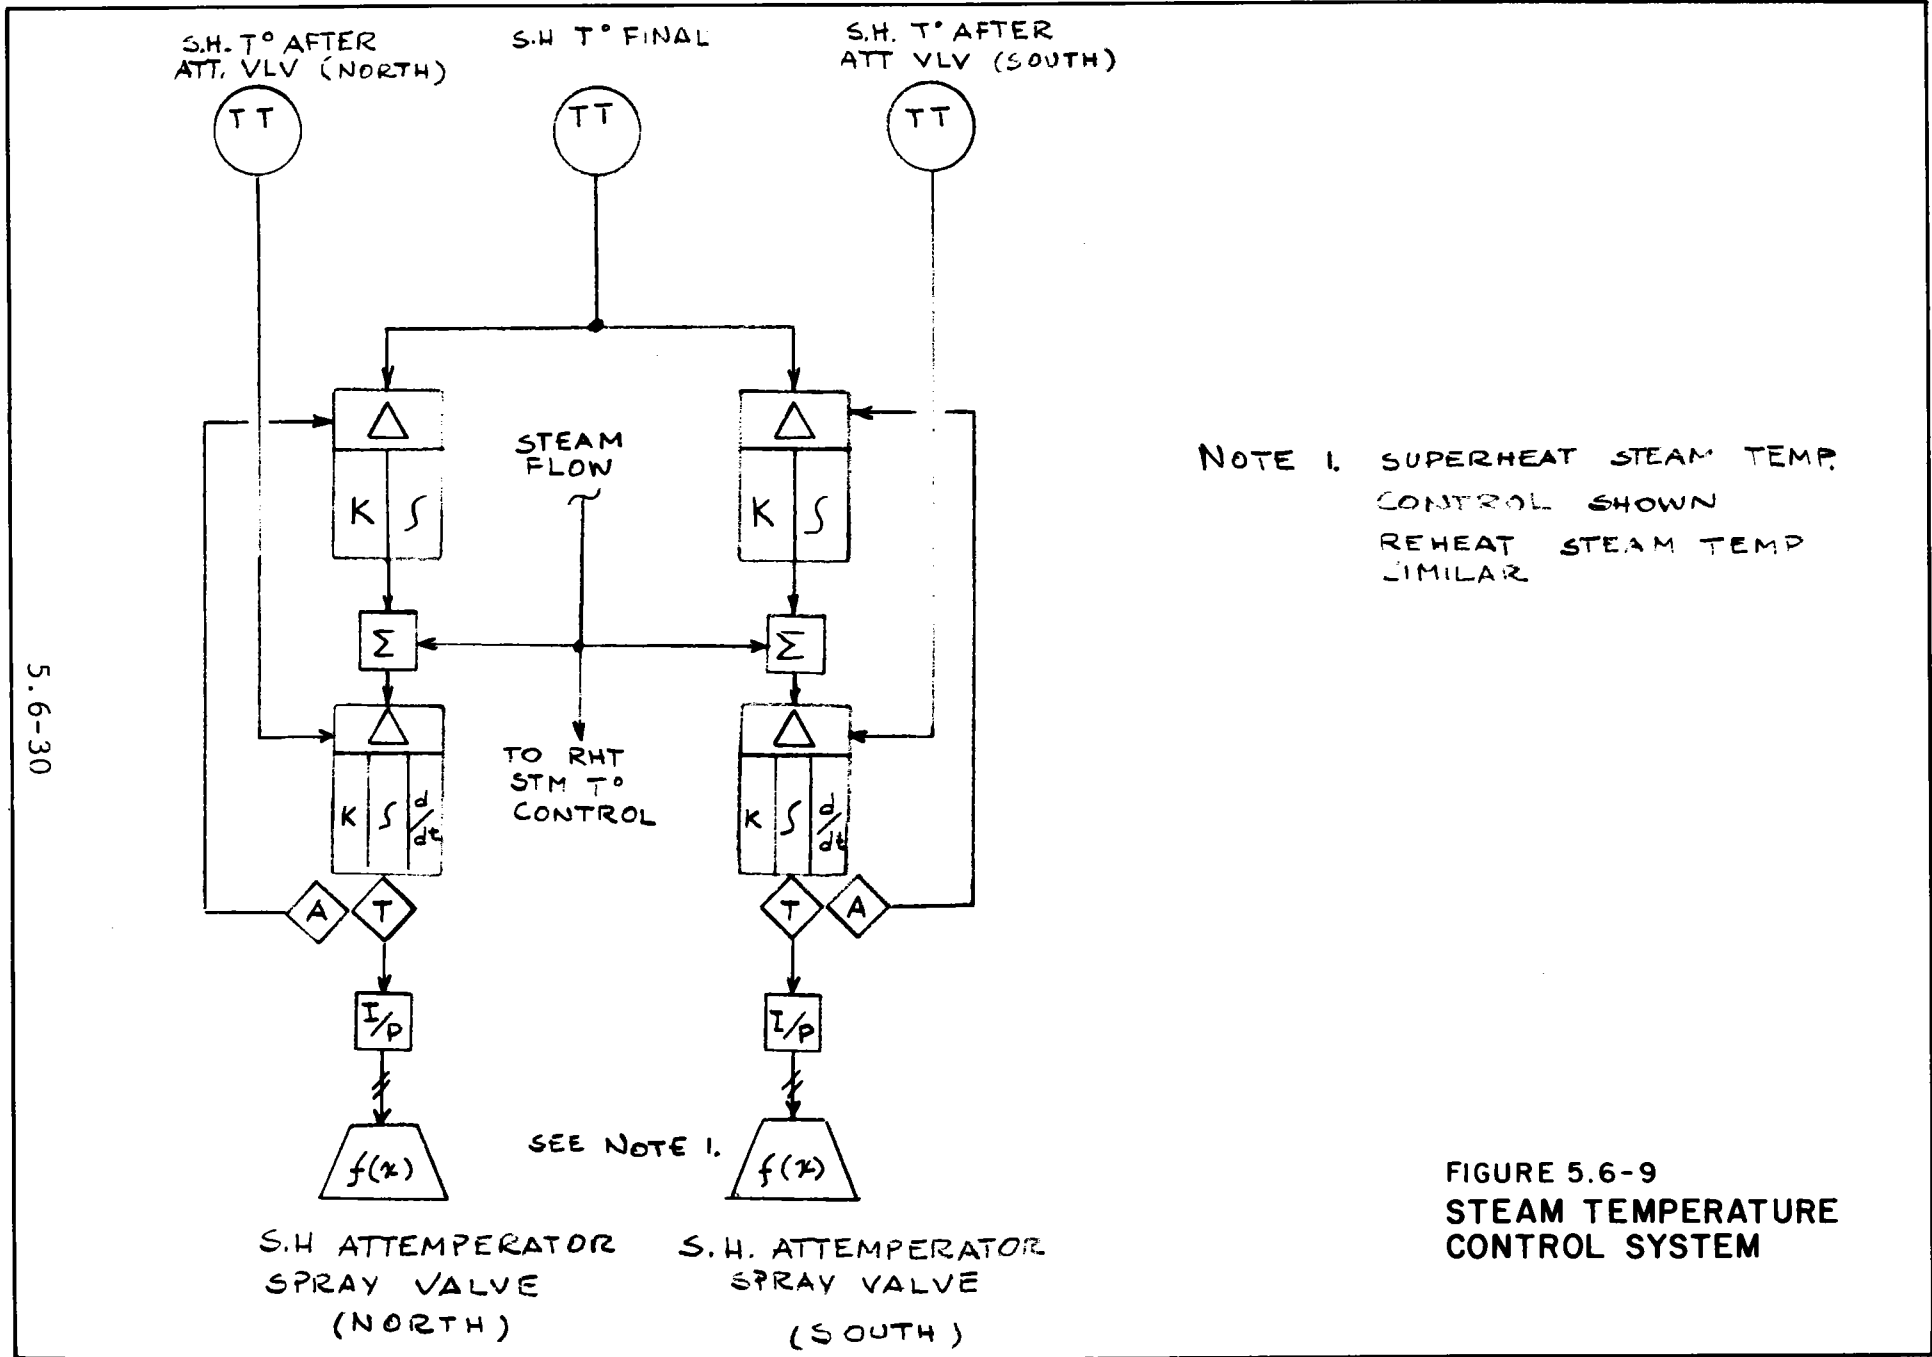 S.H. T° AFTER
ATT. VLV (NORTH)
S.H T° FINAL
S.H. T° AFTER
ATT VLV (SOUTH)
TT
TT
TT
△
△
K ∫
K ∫
STEAM
FLOW
NOTE 1. SUPERHEAT STEAM TEMP.
CONTROL SHOWN
REHEAT STEAM TEMP
SIMILAR
Σ
Σ
△
△
K ∫ d/dt
K ∫ d/dt
TO RHT
STM T°
CONTROL
A T
T A
I/P
I/P
f(x)
SEE NOTE 1.
f(x)
S.H ATTEMPERATOR
SPRAY VALVE
(NORTH)
S.H. ATTEMPERATOR
SPRAY VALVE
(SOUTH)
FIGURE 5.6-9
STEAM TEMPERATURE
CONTROL SYSTEM
5.6-30